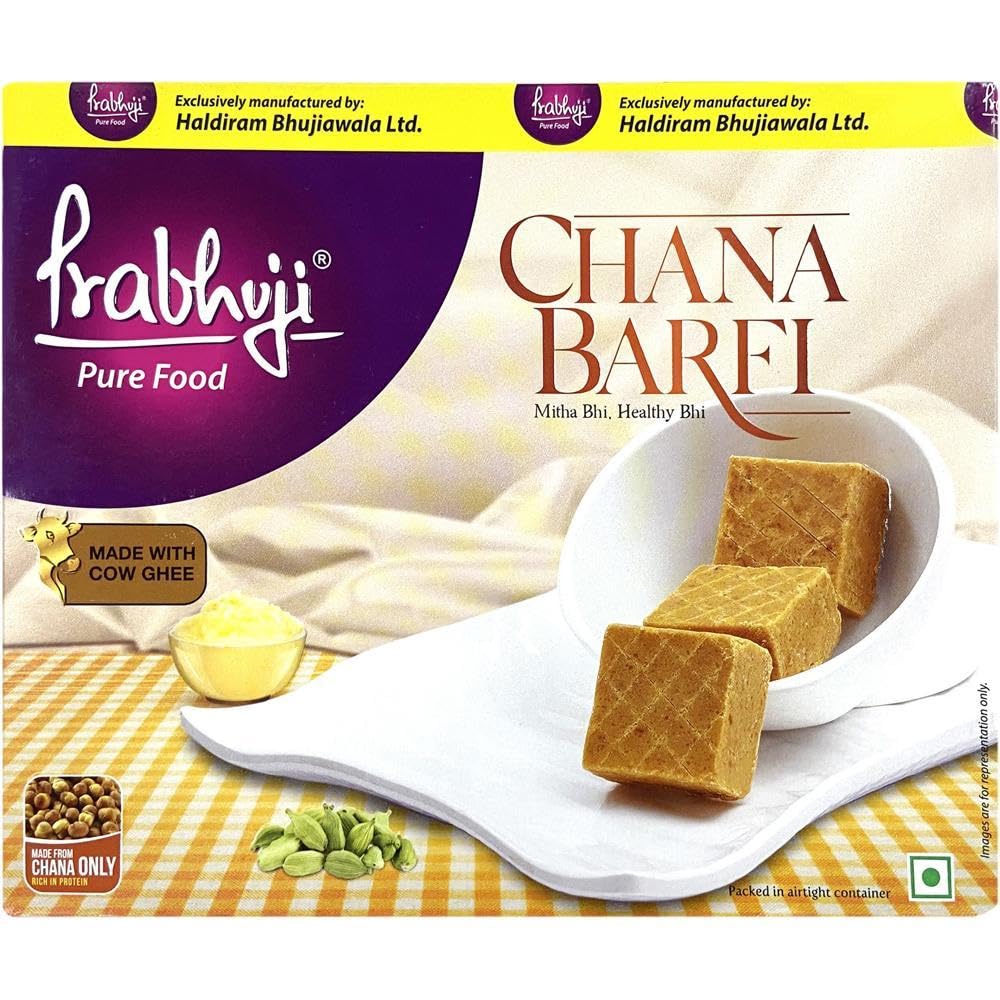 Prabhuji®
Pure Food
Exclusively manufactured by:
Haldiram Bhujiawala Ltd.
Prabhuji®
Pure Food
Exclusively manufactured by:
Haldiram Bhujiawala Ltd.
Prabhuji®
Pure Food
CHANA
BARFI
Mitha Bhi, Healthy Bhi
MADE WITH
COW GHEE
MADE FROM
CHANA ONLY
RICH IN PROTEIN
Packed in airtight container
Images are for representation only.